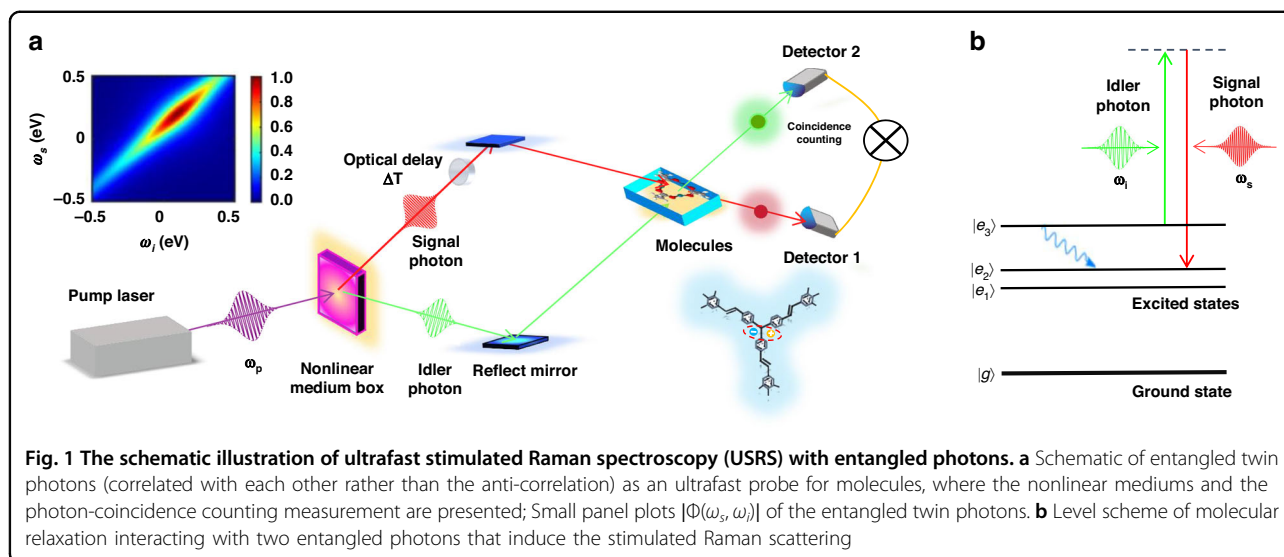 a
b
0.5
0
−0.5
ωs (eV)
−0.5
0
0.5
ωi (eV)
1.0
0.8
0.6
0.4
0.2
0.0
Optical delay
ΔT
Signal
photon
Pump laser
ωp
Nonlinear
medium box
Idler
photon
Reflect mirror
Molecules
Detector 2
Coincidence
counting
Detector 1
Idler
photon
ωi
Signal
photon
ωs
|e3⟩
|e2⟩
|e1⟩
Excited states
|g⟩
Ground state
Fig. 1 The schematic illustration of ultrafast stimulated Raman spectroscopy (USRS) with entangled photons. a Schematic of entangled twin
photons (correlated with each other rather than the anti-correlation) as an ultrafast probe for molecules, where the nonlinear mediums and the
photon-coincidence counting measurement are presented; Small panel plots |Φ(ωs, ωi)| of the entangled twin photons. b Level scheme of molecular
relaxation interacting with two entangled photons that induce the stimulated Raman scattering